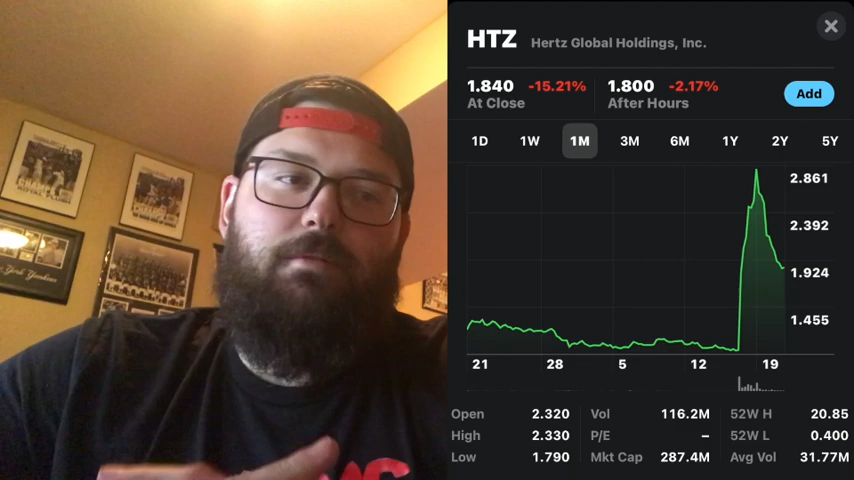 HTZ Hertz Global Holdings, Inc.
1.840 -15.21% 1.800 -2.17% Add
At Close After Hours
1D 1W 1M 3M 6M 1Y 2Y 5Y
2.861
2.392
1.924
1.455
21 28 5 12 19
Open 2.320 Vol 116.2M 52W H 20.85
High 2.330 P/E – 52W L 0.400
Low 1.790 Mkt Cap 287.4M Avg Vol 31.77M